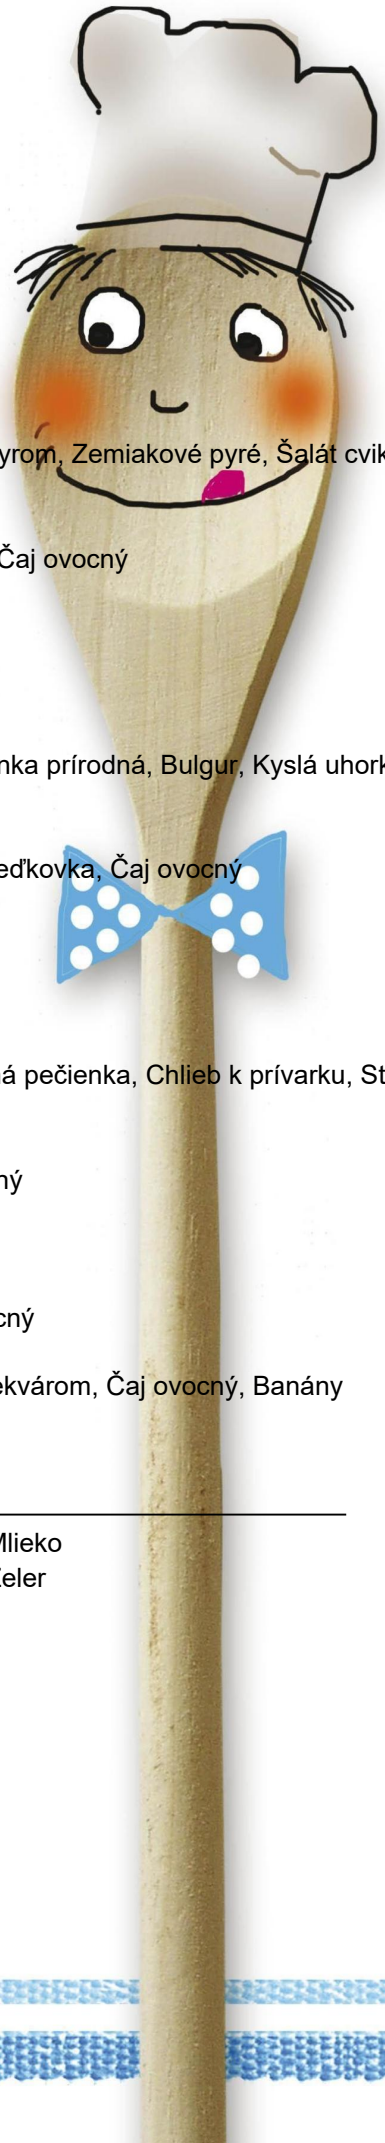 yrom, Zemiakové pyré, Šalát cvik
Čaj ovocný
nka prírodná, Bulgur, Kyslá uhork
eďkovka, Čaj ovocný
á pečienka, Chlieb k prívarku, St
ný
cný
ekvárom, Čaj ovocný, Banány
Mlieko
Zeler